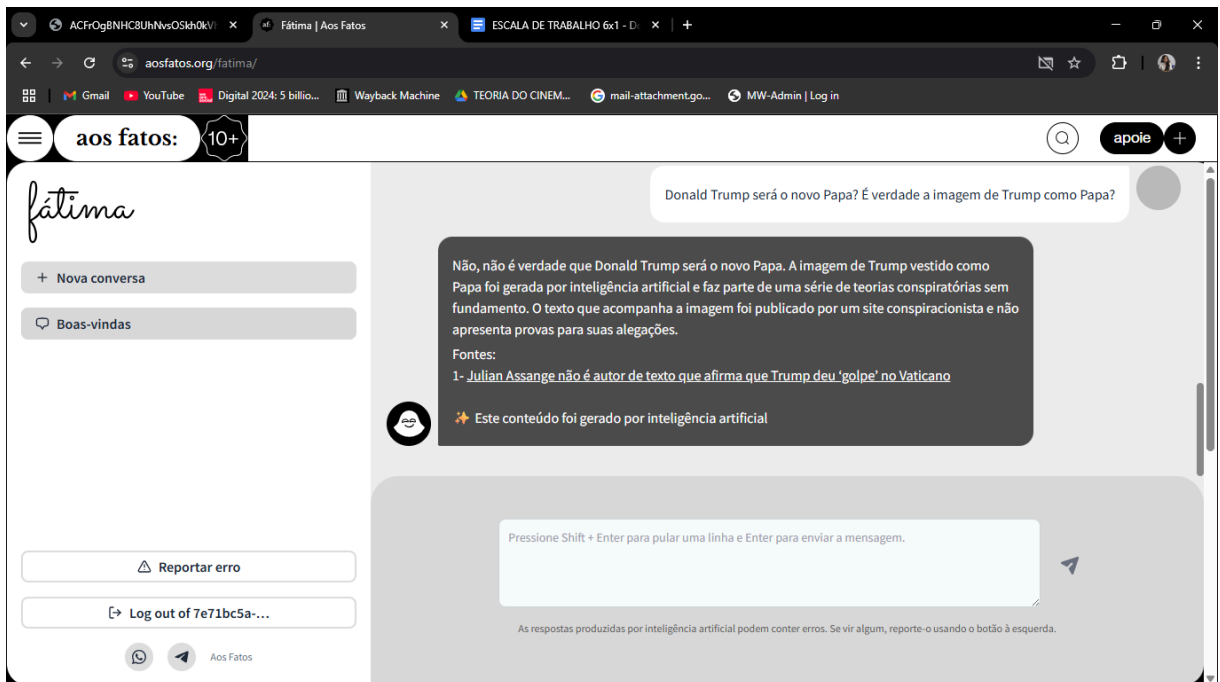 ACFrOgBNHC8UhNvsOSkh0kV
Fátima | Aos Fatos
ESCALA DE TRABALHO 6x1 - Do
aosfatos.org/fatima/
Gmail
YouTube
Digital 2024: 5 billio...
Wayback Machine
TEORIA DO CINEM...
mail-attachment.go...
MW-Admin | Log in
aos fatos:
10+
apoie
+
fátima
+ Nova conversa
Boas-vindas
Donald Trump será o novo Papa? É verdade a imagem de Trump como Papa?
Não, não é verdade que Donald Trump será o novo Papa. A imagem de Trump vestido como
Papa foi gerada por inteligência artificial e faz parte de uma série de teorias conspiratórias sem
fundamento. O texto que acompanha a imagem foi publicado por um site conspiracionista e não
apresenta provas para suas alegações.
Fontes:
1- Julian Assange não é autor de texto que afirma que Trump deu ‘golpe’ no Vaticano
✨ Este conteúdo foi gerado por inteligência artificial
Pressione Shift + Enter para pular uma linha e Enter para enviar a mensagem.
As respostas produzidas por inteligência artificial podem conter erros. Se vir algum, reporte-o usando o botão à esquerda.
Reportar erro
Log out of 7e71bc5a-...
Aos Fatos